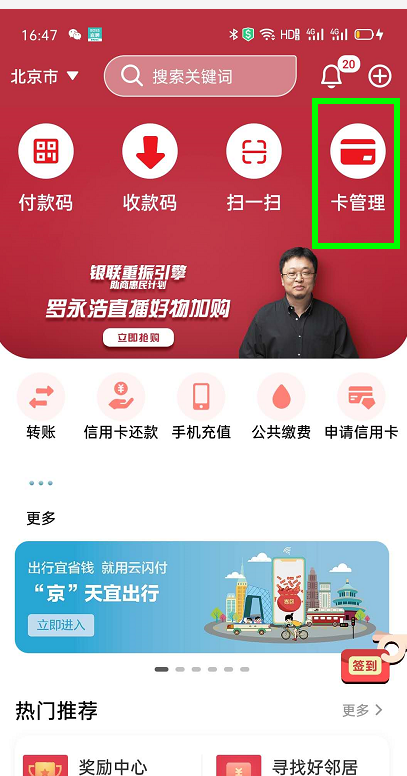 16:47 HD 4G 4G
北京市 搜索关键词 20
付款码 收款码 扫一扫 卡管理
银联重振引擎
助商惠民计划
罗永浩直播好物加购
立即抢购
转账 信用卡还款 手机充值 公共缴费 申请信用卡
更多
出行宜省钱 就用云闪付
“京”天宜出行
立即进入
签到
热门推荐 更多
奖励中心 寻找好邻居